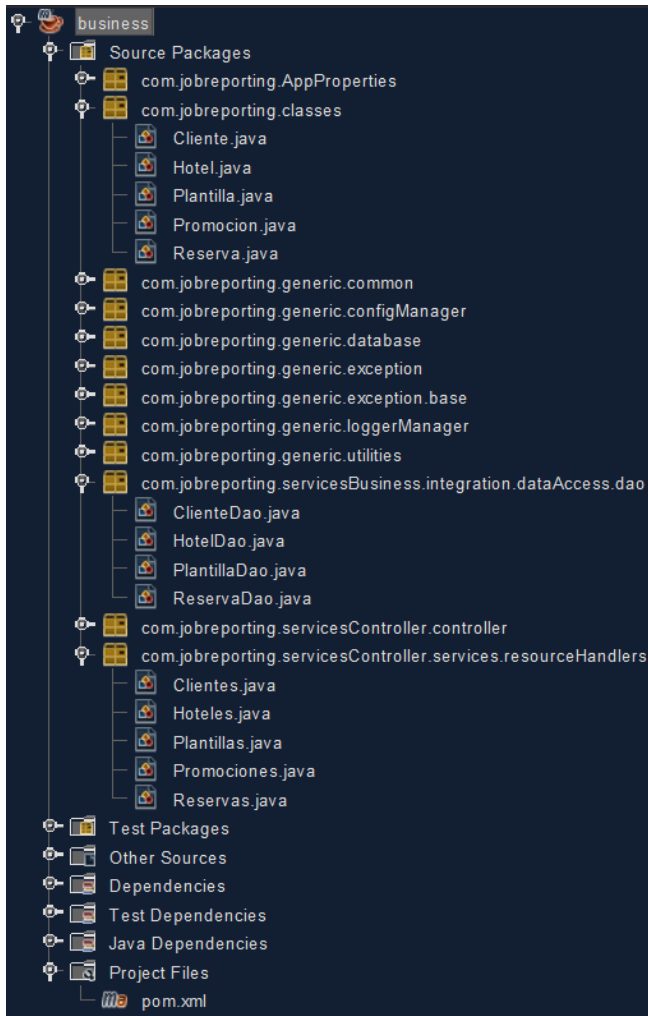 business
Source Packages
com.jobreporting.AppProperties
com.jobreporting.classes
Cliente.java
Hotel.java
Plantilla.java
Promocion.java
Reserva.java
com.jobreporting.generic.common
com.jobreporting.generic.configManager
com.jobreporting.generic.database
com.jobreporting.generic.exception
com.jobreporting.generic.exception.base
com.jobreporting.generic.loggerManager
com.jobreporting.generic.utilities
com.jobreporting.servicesBusiness.integration.dataAccess.dao
ClienteDao.java
HotelDao.java
PlantillaDao.java
ReservaDao.java
com.jobreporting.servicesController.controller
com.jobreporting.servicesController.services.resourceHandlers
Clientes.java
Hoteles.java
Plantillas.java
Promociones.java
Reservas.java
Test Packages
Other Sources
Dependencies
Test Dependencies
Java Dependencies
Project Files
pom.xml